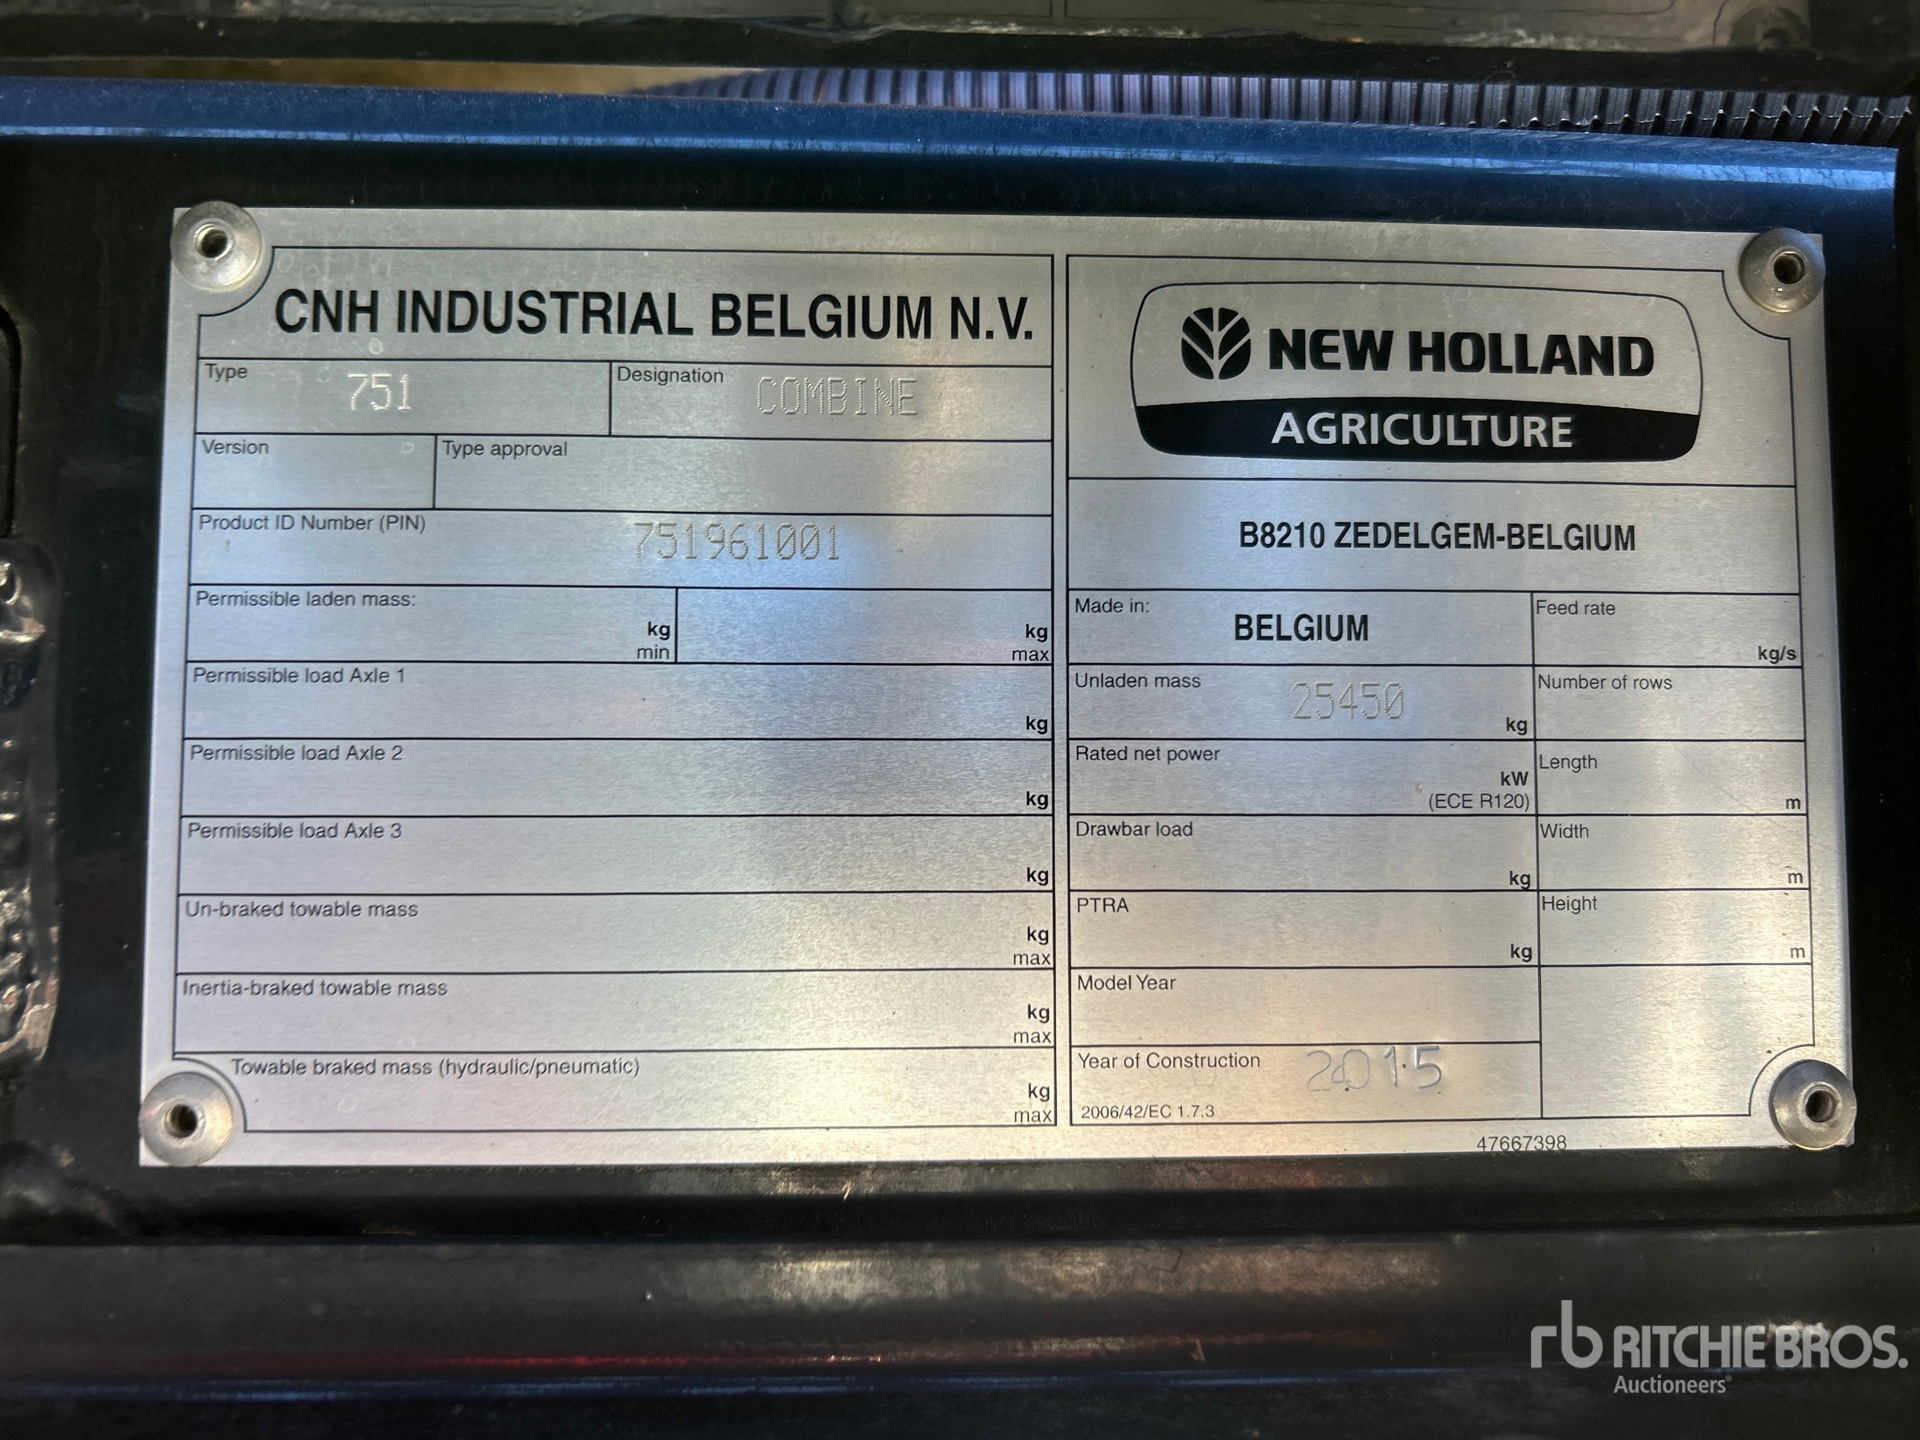 CNH INDUSTRIAL BELGIUM N.V.
Type 751
Designation COMBINE
Version
Type approval
Product ID Number (PIN) 751961001
Permissible laden mass:
kg
min
kg
max
Permissible load Axle 1
kg
Permissible load Axle 2
kg
Permissible load Axle 3
kg
Un-braked towable mass
kg
max
Inertia-braked towable mass
kg
max
Towable braked mass (hydraulic/pneumatic)
kg
max
NEW HOLLAND
AGRICULTURE
B8210 ZEDELGEM-BELGIUM
Made in: BELGIUM
Feed rate
kg/s
Unladen mass 25450
kg
Number of rows
Rated net power
kW
(ECE R120)
Length
m
Drawbar load
kg
Width
m
PTRA
kg
Height
m
Model Year
Year of Construction 2015
2006/42/EC 1.7.3
47667398
rb RITCHIE BROS.
Auctioneers